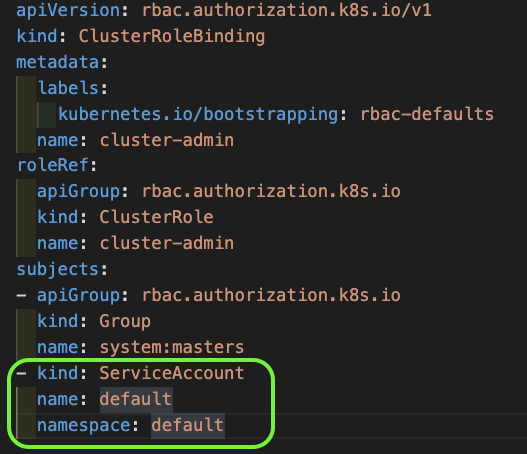 apiVersion: rbac.authorization.k8s.io/v1
kind: ClusterRoleBinding
metadata:
  labels:
    kubernetes.io/bootstrapping: rbac-defaults
  name: cluster-admin
roleRef:
  apiGroup: rbac.authorization.k8s.io
  kind: ClusterRole
  name: cluster-admin
subjects:
- apiGroup: rbac.authorization.k8s.io
  kind: Group
  name: system:masters
- kind: ServiceAccount
  name: default
  namespace: default